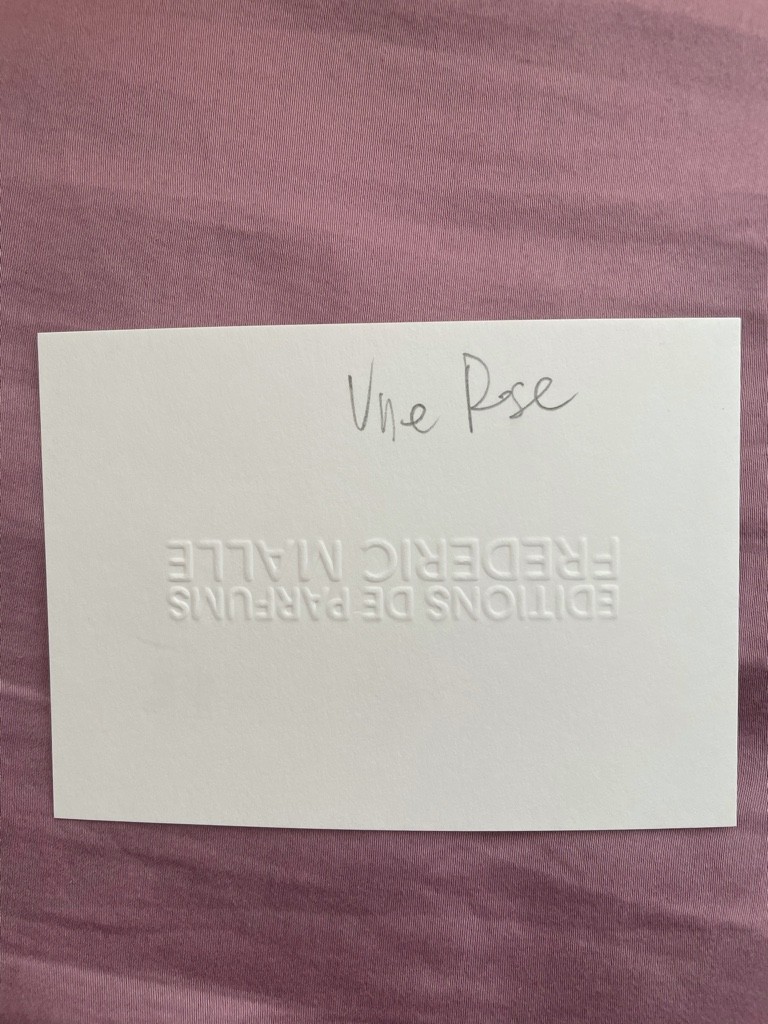 Une Rose
EDITIONS DE PARFUMS
FREDERIC MALLE